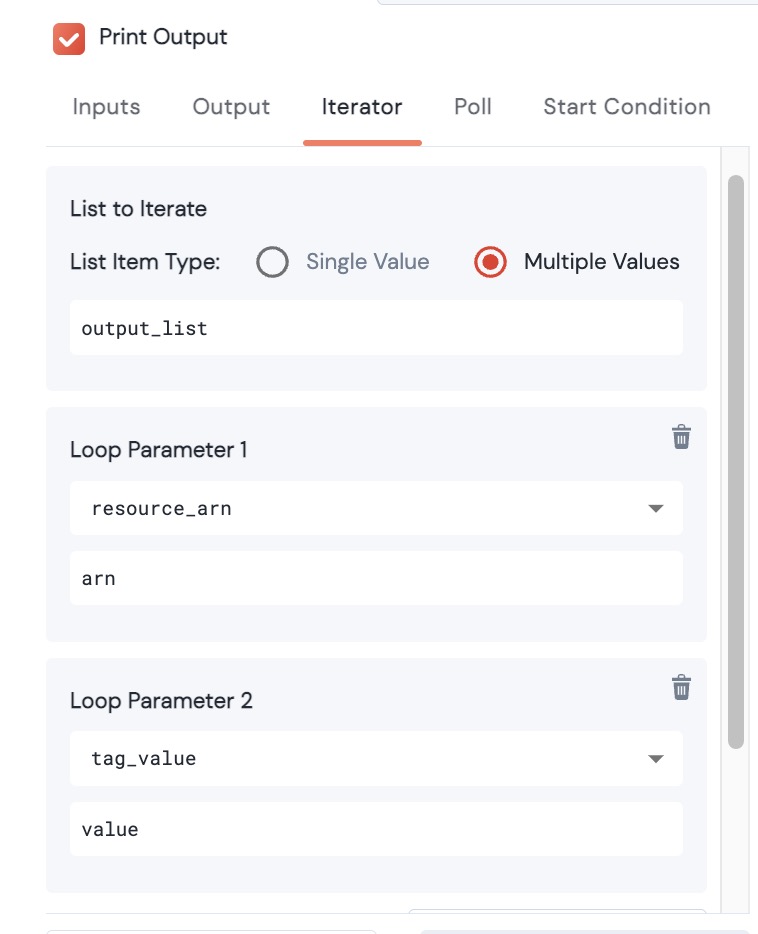 Print Output
Inputs Output Iterator Poll Start Condition
List to Iterate
List Item Type: Single Value Multiple Values
output_list
Loop Parameter 1
resource_arn
arn
Loop Parameter 2
tag_value
value